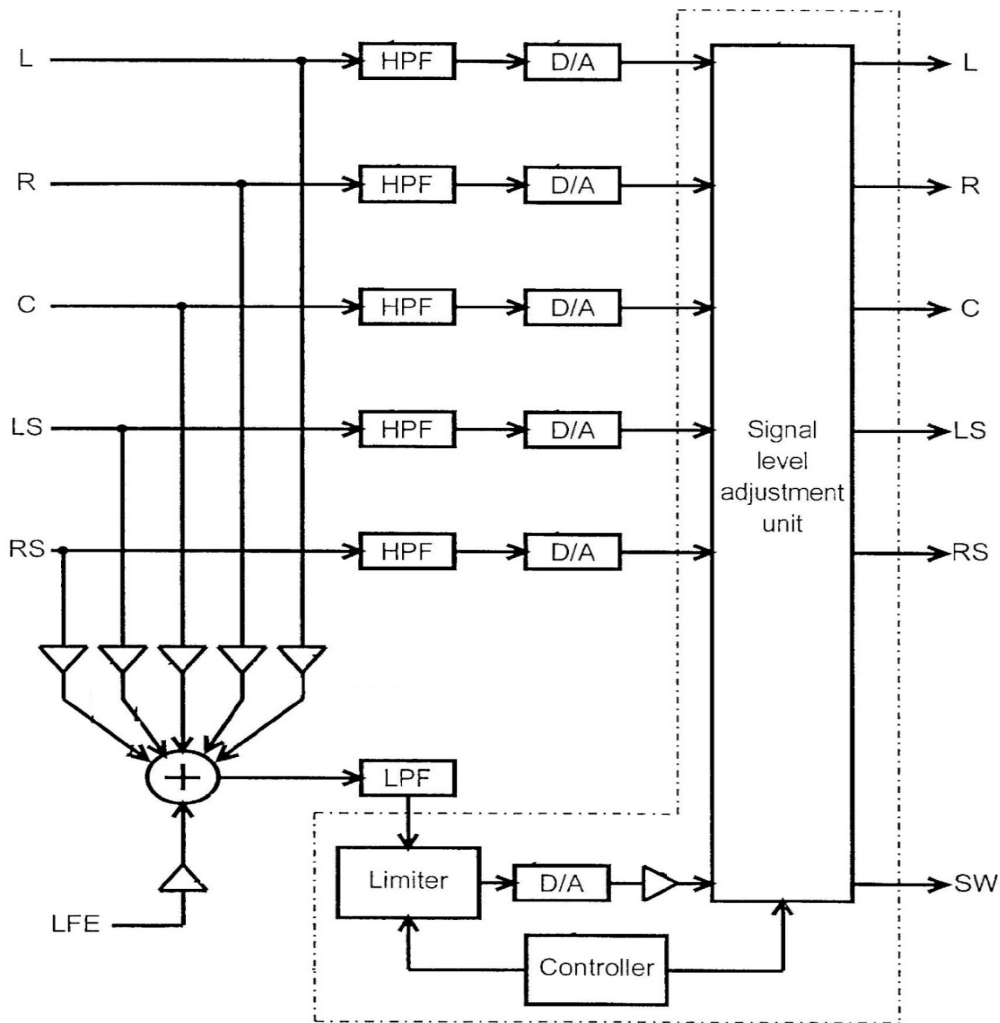 L HPF D/A L
R HPF D/A R
C HPF D/A C
LS HPF D/A LS
Signal
level
adjustment
unit
RS HPF D/A RS
+
LPF
Limiter D/A SW
LFE
Controller